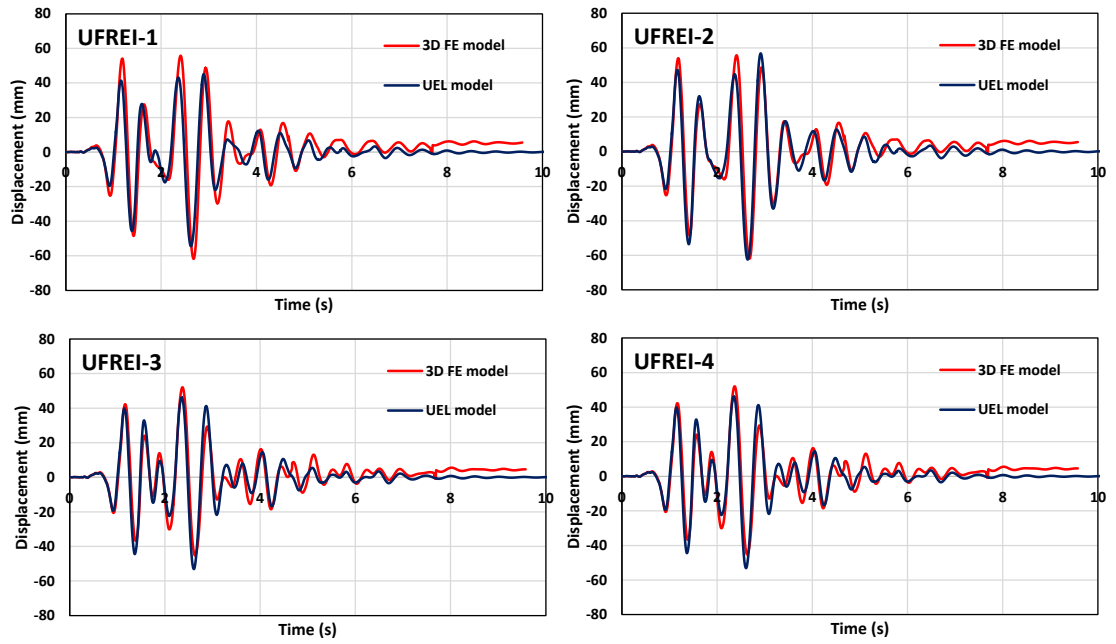 UFREI-1
3D FE model
UEL model
Displacement (mm)
80
60
40
20
0
-20
-40
-60
-80
0 2 4 6 8 10
Time (s)
UFREI-2
3D FE model
UEL model
Displacement (mm)
80
60
40
20
0
-20
-40
-60
-80
0 2 4 6 8 10
Time (s)
UFREI-3
3D FE model
UEL model
Displacement (mm)
80
60
40
20
0
-20
-40
-60
-80
0 2 4 6 8 10
Time (s)
UFREI-4
3D FE model
UEL model
Displacement (mm)
80
60
40
20
0
-20
-40
-60
-80
0 2 4 6 8 10
Time (s)